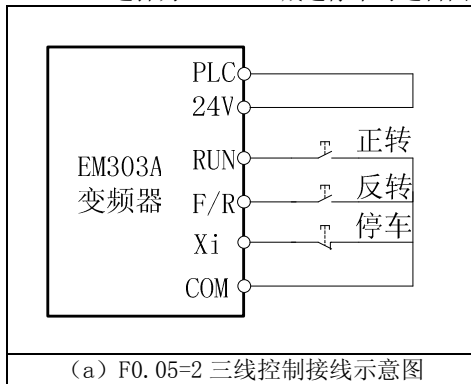 PLC
24V
EM303A
变频器
RUN
正转
F/R
反转
Xi
停车
COM
(a) F0.05=2 三线控制接线示意图